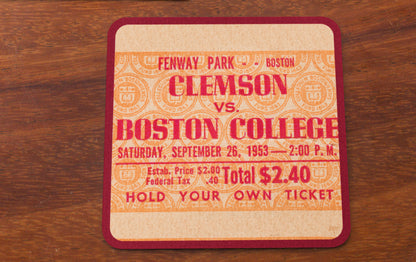 FENWAY PARK - - BOSTON
CLEMSON
VS.
BOSTON COLLEGE
SATURDAY, SEPTEMBER 26, 1953—2:00 P. M.
Estab. Price $2.00
Federal Tax .40
Total $2.40
HOLD YOUR OWN TICKET